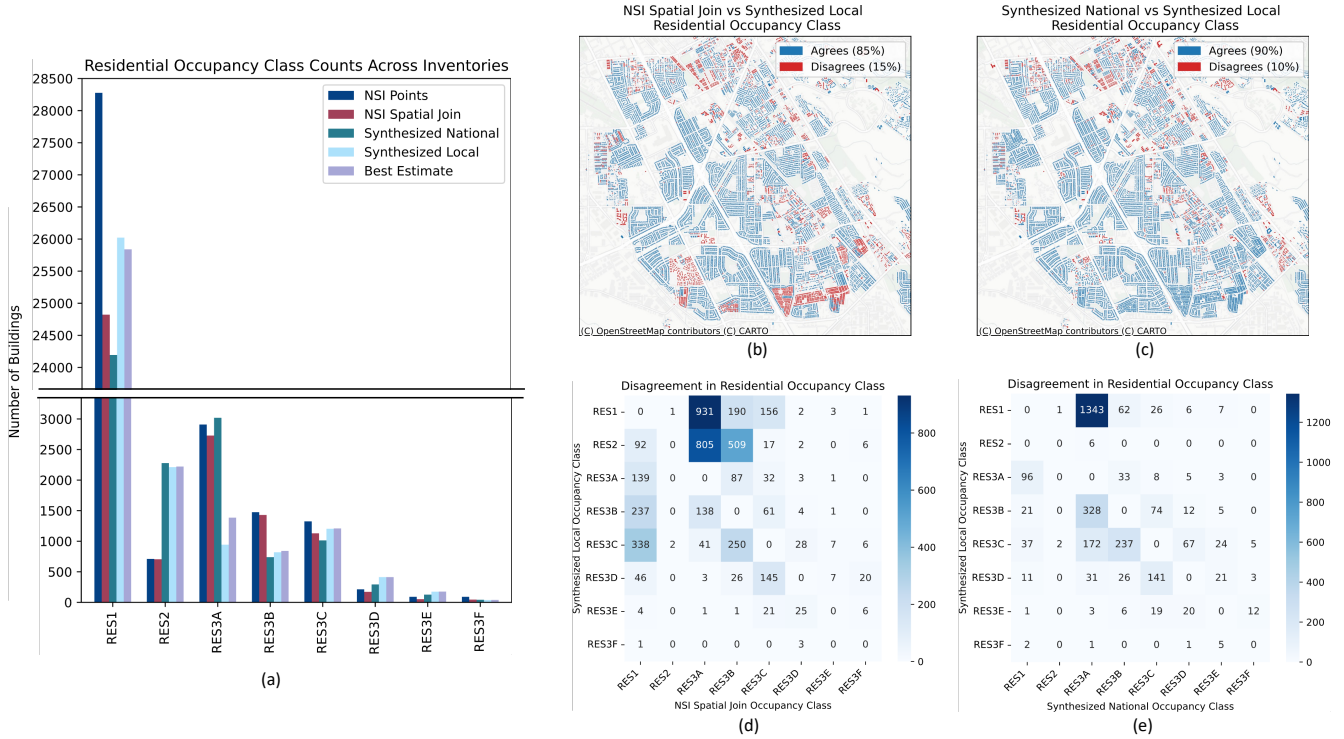 Residential Occupancy Class Counts Across Inventories
28500
28000
27500
27000
26500
26000
25500
25000
24500
24000
3000
2500
2000
1500
1000
500
0
Number of Buildings
NSI Points
NSI Spatial Join
Synthesized National
Synthesized Local
Best Estimate
RES1 RES2 RES3A RES3B RES3C RES3D RES3E RES3F
(a)
NSI Spatial Join vs Synthesized Local
Residential Occupancy Class
Agrees (85%)
Disagrees (15%)
(C) OpenStreetMap contributors (C) CARTO
(b)
Synthesized National vs Synthesized Local
Residential Occupancy Class
Agrees (90%)
Disagrees (10%)
(C) OpenStreetMap contributors (C) CARTO
(c)
Disagreement in Residential Occupancy Class
Synthesized Local Occupancy Class
RES1 0 1 931 190 156 2 3 1
RES2 92 0 805 509 17 2 0 6
RES3A 139 0 0 87 32 3 1 0
RES3B 237 0 138 0 61 4 1 0
RES3C 338 2 41 250 0 28 7 6
RES3D 46 0 3 26 145 0 7 20
RES3E 4 0 1 1 21 25 0 6
RES3F 1 0 0 0 0 3 0 0
RES1 RES2 RES3A RES3B RES3C RES3D RES3E RES3F
NSI Spatial Join Occupancy Class
800
600
400
200
0
(d)
Disagreement in Residential Occupancy Class
Synthesized Local Occupancy Class
RES1 0 1 1343 62 26 6 7 0
RES2 0 0 6 0 0 0 0 0
RES3A 96 0 0 33 8 5 3 0
RES3B 21 0 328 0 74 12 5 0
RES3C 37 2 172 237 0 67 24 5
RES3D 11 0 31 26 141 0 21 3
RES3E 1 0 3 6 19 20 0 12
RES3F 2 0 1 0 0 1 5 0
RES1 RES2 RES3A RES3B RES3C RES3D RES3E RES3F
Synthesized National Occupancy Class
1200
1000
800
600
400
200
0
(e)